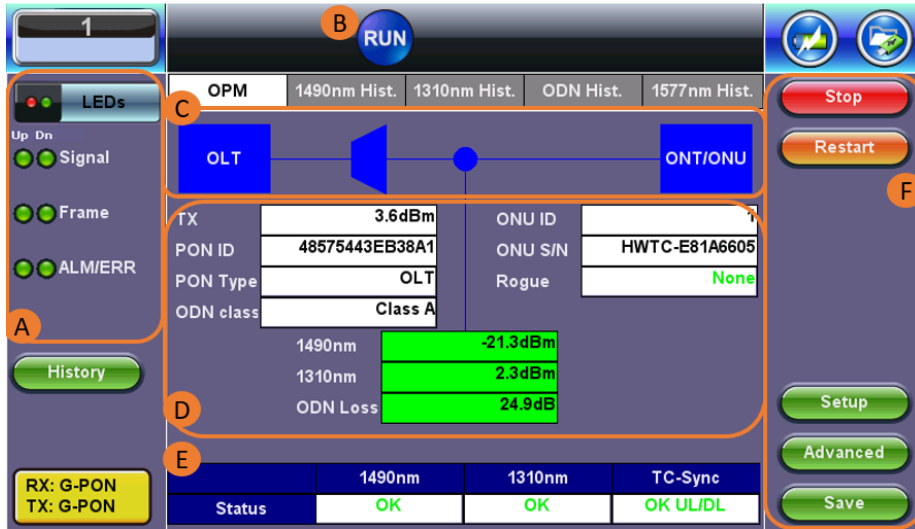 1
B
RUN
A
LEDs
Up Dn
Signal
Frame
ALM/ERR
History
RX: G-PON
TX: G-PON
OPM
1490nm Hist.
1310nm Hist.
ODN Hist.
1577nm Hist.
C
OLT
ONT/ONU
D
TX 3.6dBm
PON ID 48575443EB38A1
PON Type OLT
ODN class Class A
ONU ID 1
ONU S/N HWTC-E81A6605
Rogue None
1490nm -21.3dBm
1310nm 2.3dBm
ODN Loss 24.9dB
E
1490nm 1310nm TC-Sync
Status OK OK OK UL/DL
Stop
Restart
F
Setup
Advanced
Save